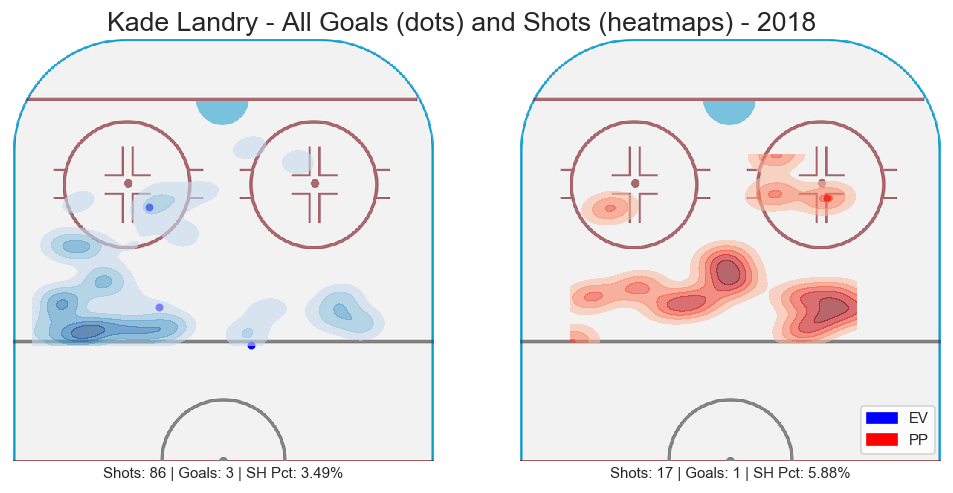 Kade Landry - All Goals (dots) and Shots (heatmaps) - 2018
EV
PP
Shots: 86 | Goals: 3 | SH Pct: 3.49%
Shots: 17 | Goals: 1 | SH Pct: 5.88%